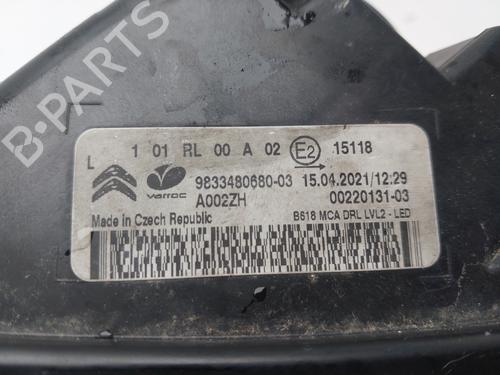 B-PARTS
L 1 01 RL 00 A 02 E2 15118
varroc 9833480680-03 15.04.2021/12:29
A002ZH 00220131-03
Made in Czech Republic B618 MCA DRL LVL2 - LED